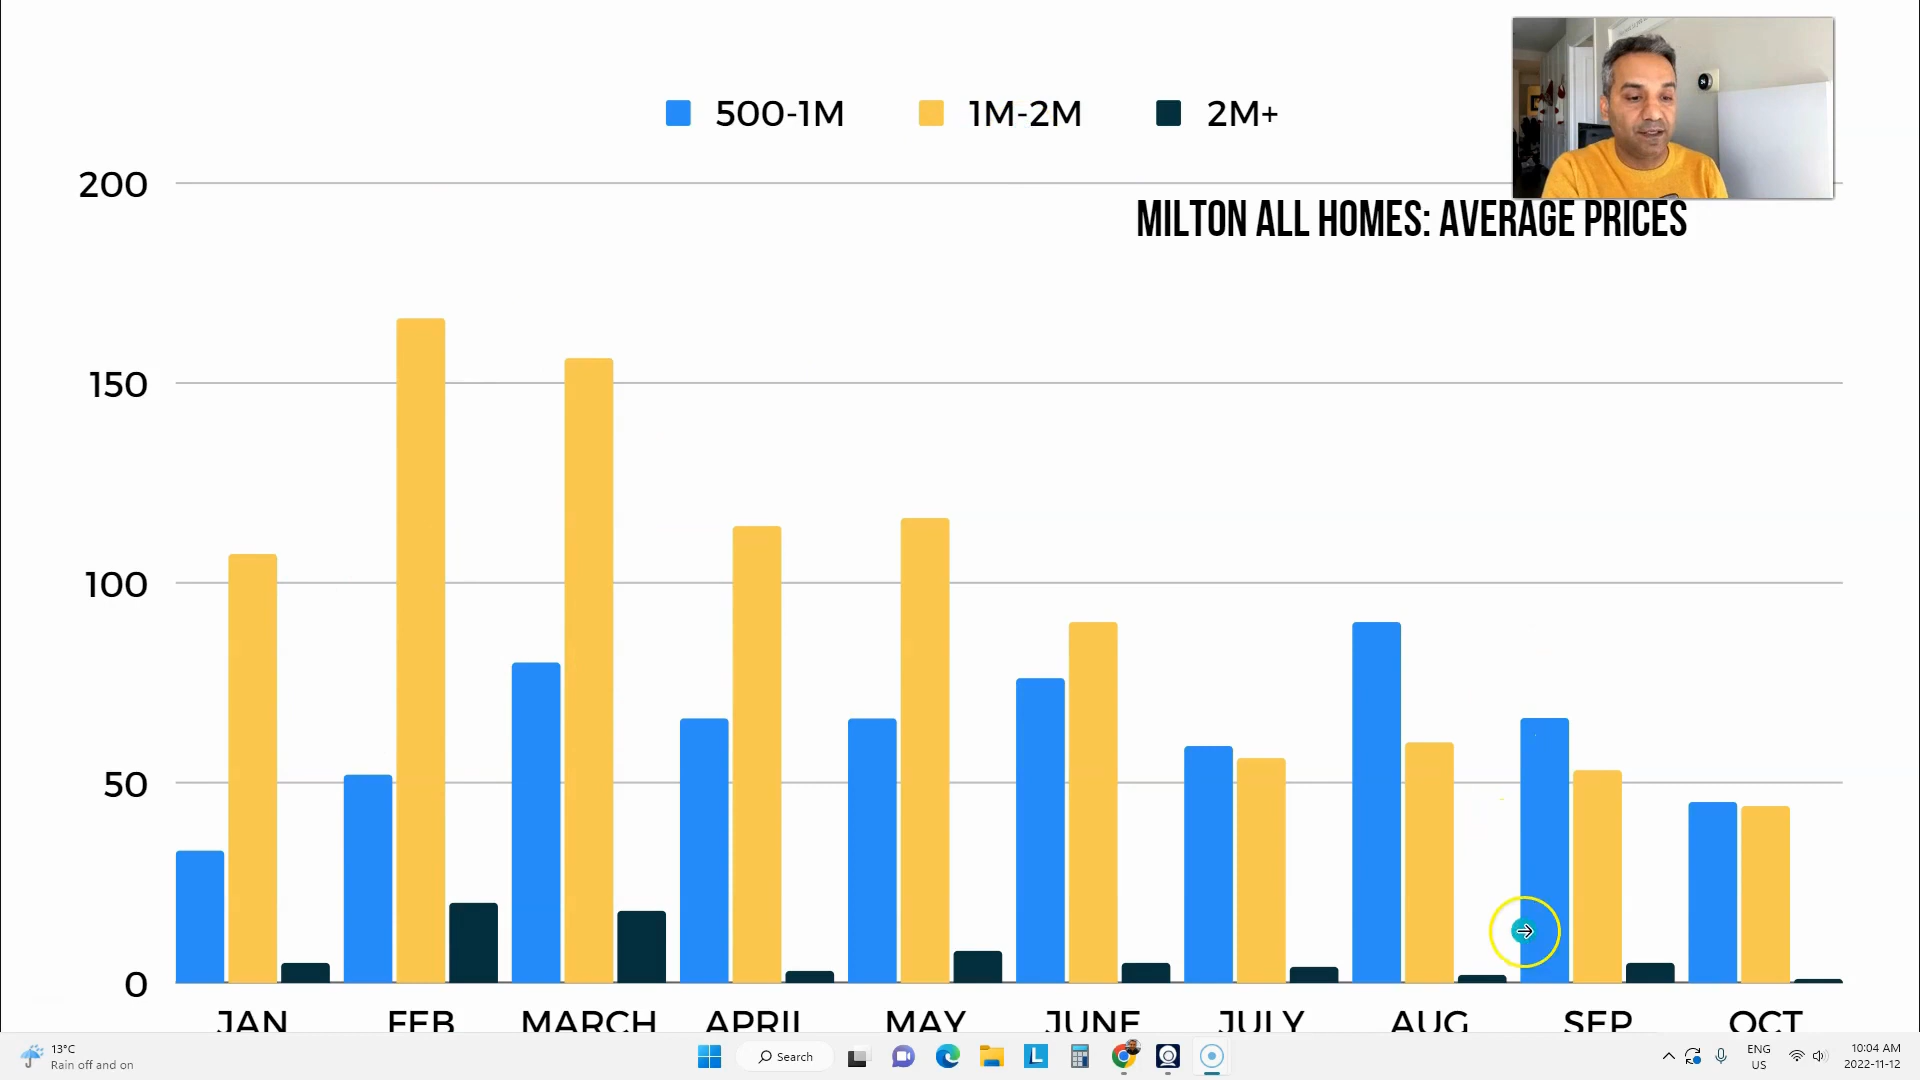 500-1M 1M-2M 2M+
200
MILTON ALL HOMES: AVERAGE PRICES
150
100
50
0
JAN FEB MARCH APRIL MAY JUNE JULY AUG SEP OCT
13°C
Rain off and on
Search
ENG
US
10:04 AM
2022-11-12